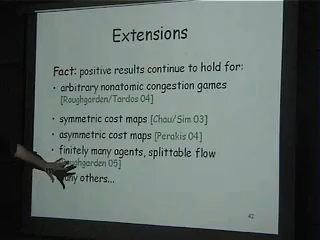 Extensions
Fact: positive results continue to hold for:
• arbitrary nonatomic congestion games
[Roughgarden/Tardos 04]
• symmetric cost maps [Chau/Sim 03]
• asymmetric cost maps [Perakis 04]
• finitely many agents, splittable flow
[Roughgarden 05]
many others...
42